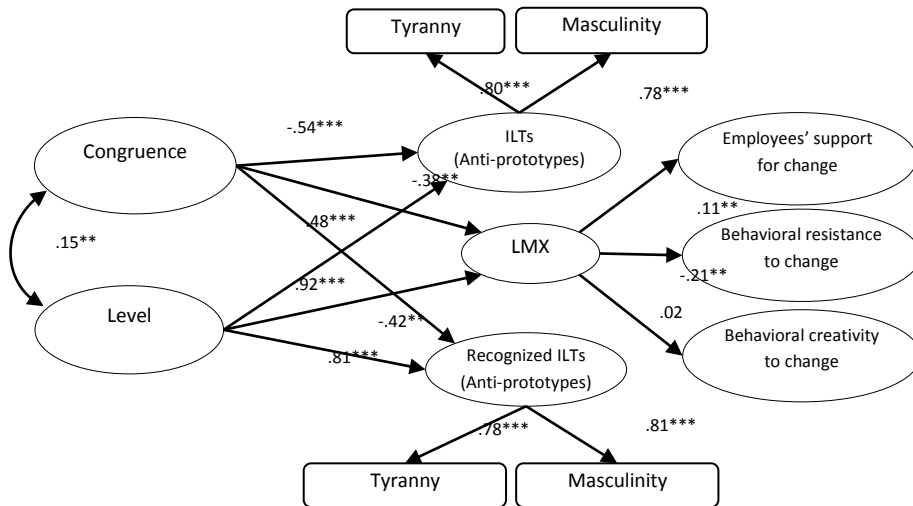 Tyranny
Masculinity
.80***
.78***
-.54***
ILTs
(Anti-prototypes)
Employees’ support
for change
Congruence
-.38**
.48***
.11**
.15**
LMX
Behavioral resistance
to change
-.21**
.92***
Level
-.42**
.02
Behavioral creativity
to change
.81***
Recognized ILTs
(Anti-prototypes)
.78***
.81***
Tyranny
Masculinity